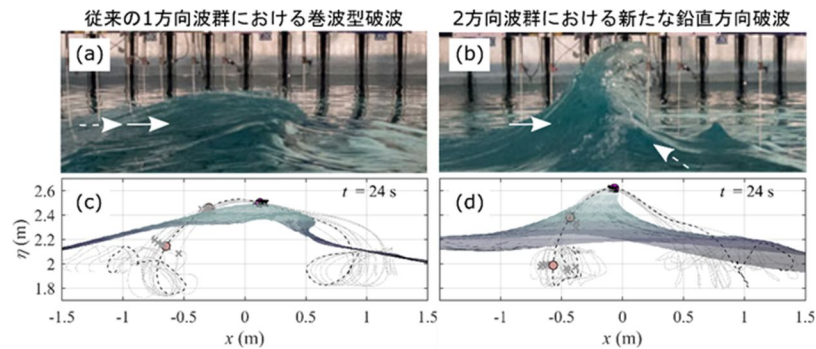 従来の1方向波群における巻波型破波
2方向波群における新たな鉛直方向破波
(a)
(b)
(c)
t = 24 s
(d)
t = 24 s
η (m)
2.6
2.4
2.2
2
1.8
-1.5
-1
-0.5
0
0.5
1
1.5
-1.5
-1
-0.5
0
0.5
1
1.5
x (m)
x (m)